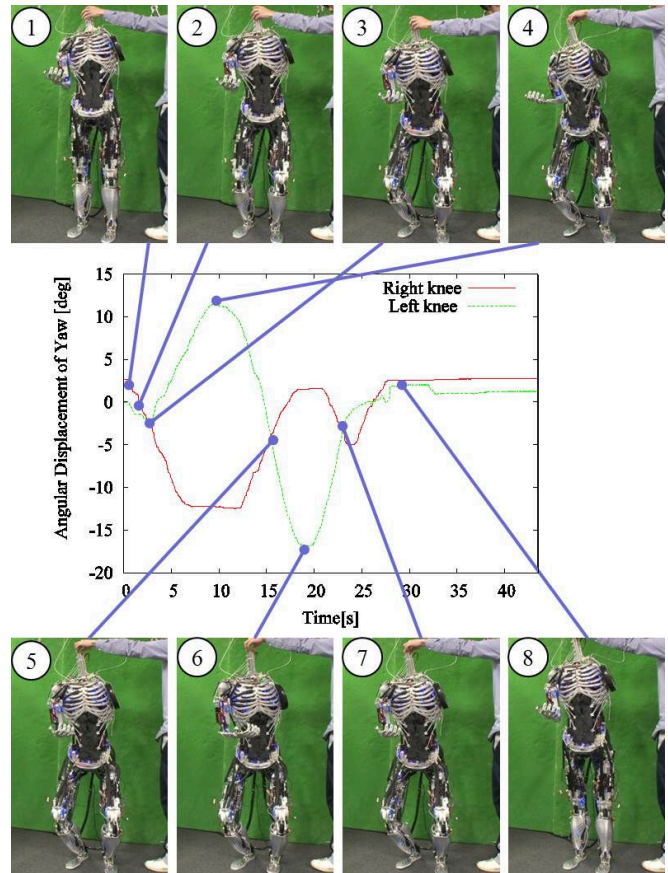 1 2 3 4
15
10
5
0
-5
-10
-15
-20
Angular Displacement of Yaw [deg]
Right knee
Left knee
0 5 10 15 20 25 30 35 40
Time[s]
5 6 7 8